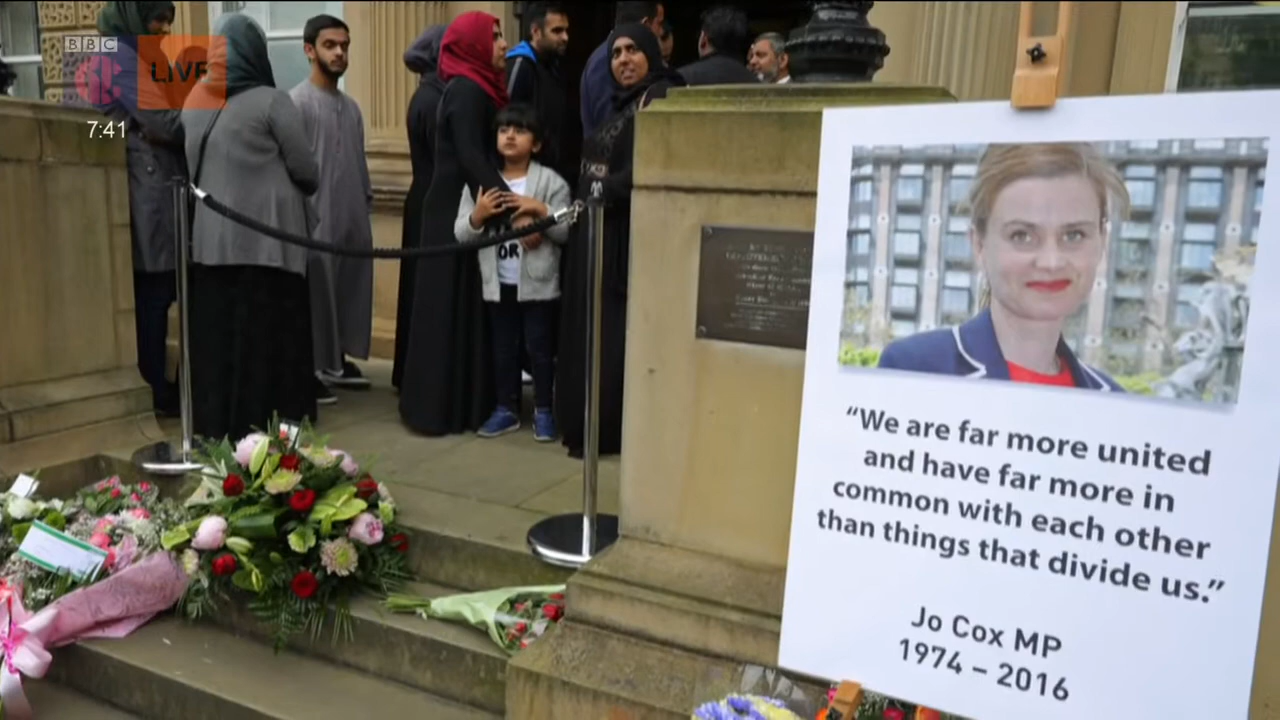 BBC
LIVE
7:41
OR
“We are far more united
and have far more in
common with each other
than things that divide us.”
Jo Cox MP
1974 – 2016